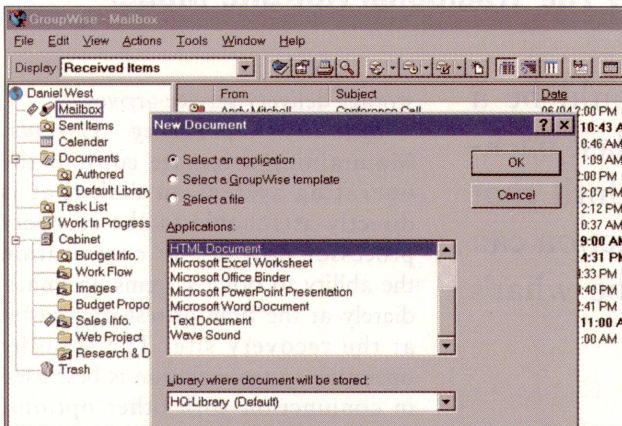 GroupWise - Mailbox
File Edit View Actions Tools Window Help
Display Received Items
Daniel West
Mailbox
Sent Items
Calendar
Documents
Authored
Default Library
Task List
Work In Progress
Cabinet
Budget Info.
Work Flow
Images
Budget Propo
Sales Info.
Web Project
Research & D
Trash
From Subject Date
Andy Mitchell Conference Call 06/04 2:00 PM
10:43 A
0:46 AM
1:09 AM
2:00 PM
2:07 PM
2:12 PM
0:37 AM
9:00 AM
4:31 PM
4:33 PM
4:40 PM
2:41 PM
11:00 A
:00 AM
New Document
Select an application
Select a GroupWise template
Select a file
OK
Cancel
Applications:
HTML Document
Microsoft Excel Worksheet
Microsoft Office Binder
Microsoft PowerPoint Presentation
Microsoft Word Document
Text Document
Wave Sound
Library where document will be stored:
HQ-Library (Default)